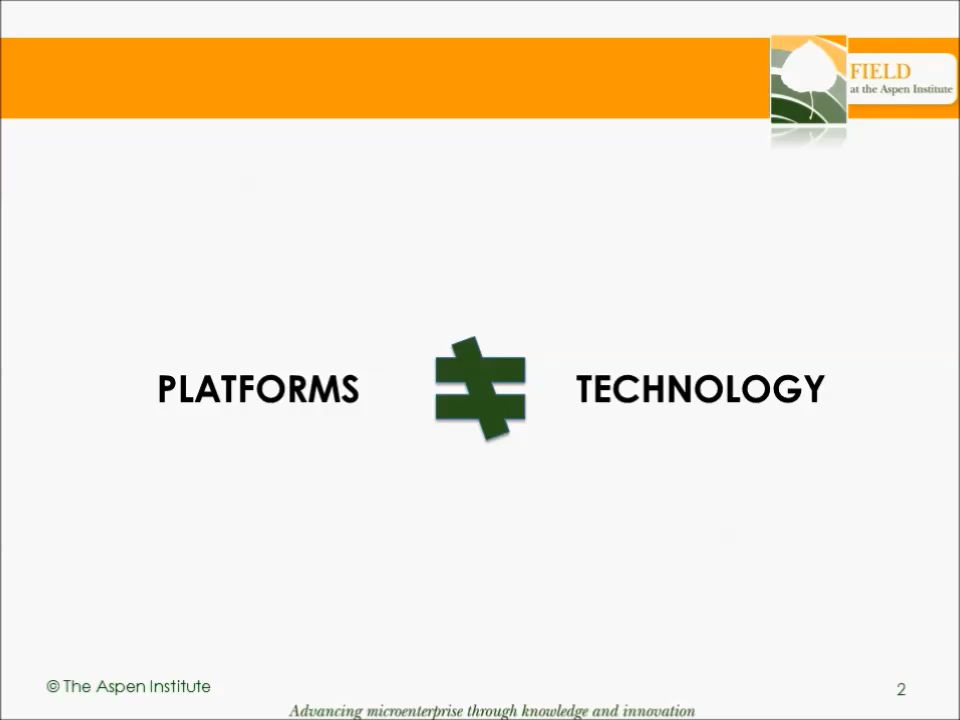 FIELD
at the Aspen Institute
PLATFORMS ≠ TECHNOLOGY
© The Aspen Institute
2
Advancing microenterprise through knowledge and innovation